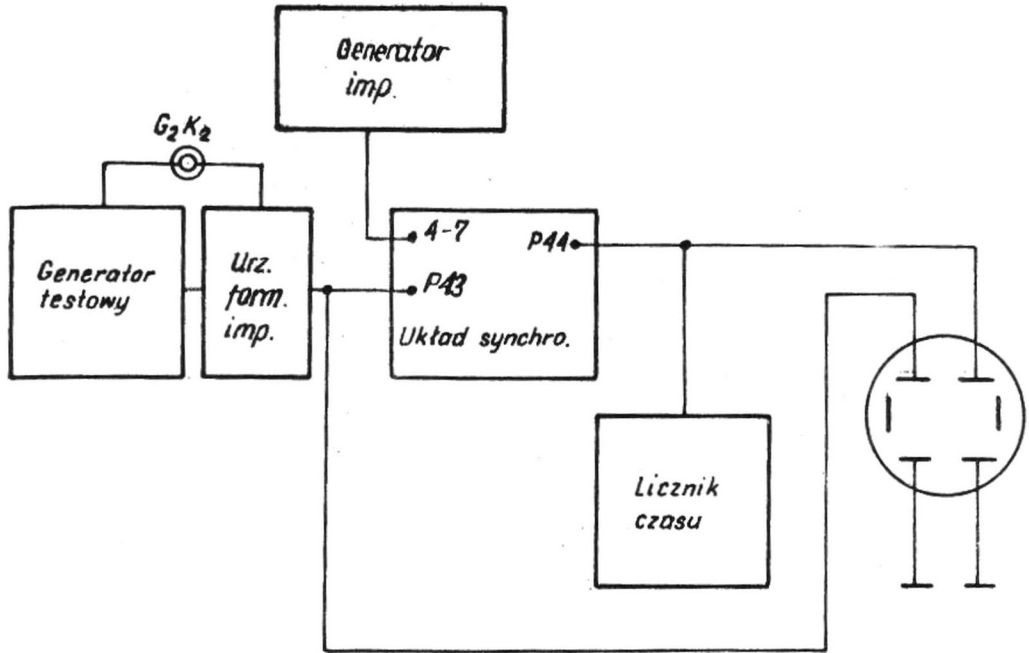 Generator
imp.
G₂K₂
Generator
testowy
Urz.
form.
imp.
4-7
P43
P44
Układ synchro.
Licznik
czasu